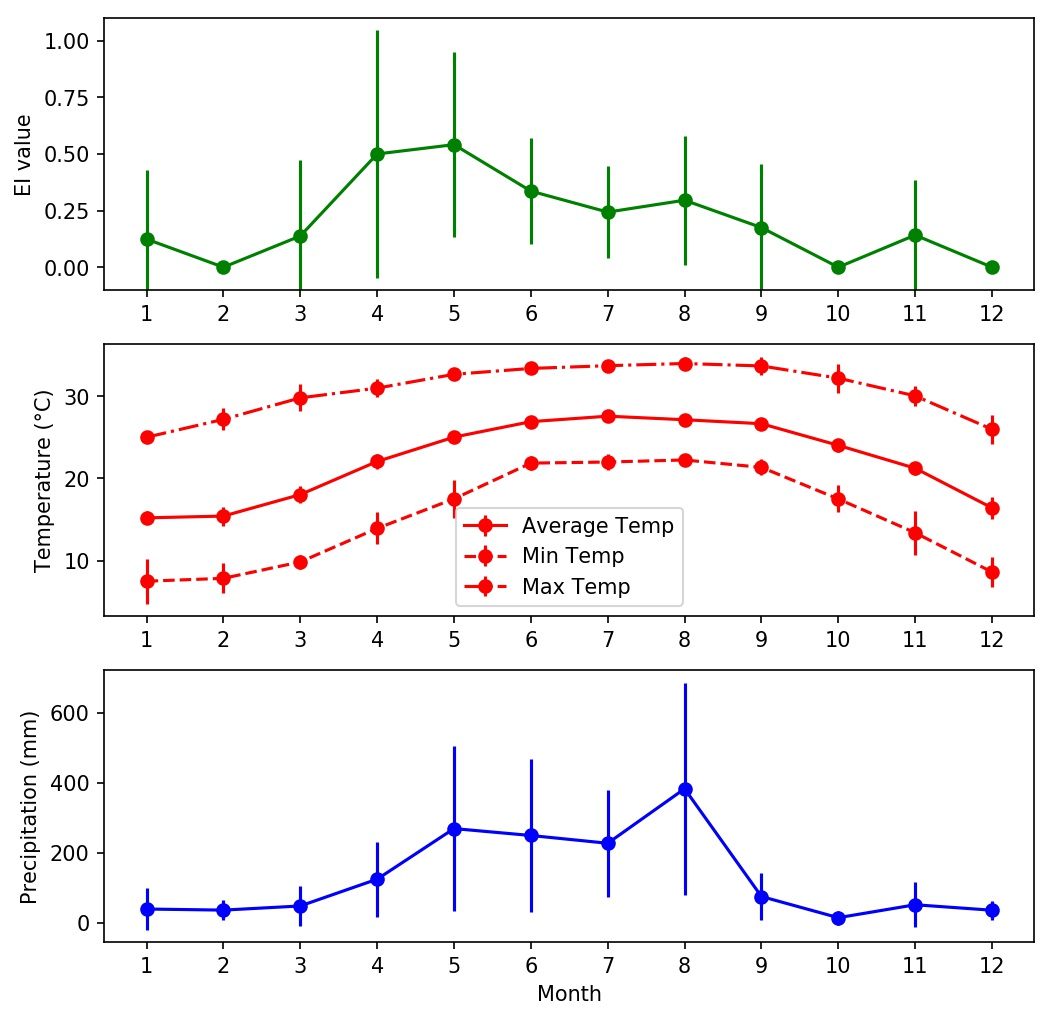 EI value
1.00
0.75
0.50
0.25
0.00
1 2 3 4 5 6 7 8 9 10 11 12
Temperature (°C)
30
20
10
Average Temp
Min Temp
Max Temp
1 2 3 4 5 6 7 8 9 10 11 12
Precipitation (mm)
600
400
200
0
1 2 3 4 5 6 7 8 9 10 11 12
Month